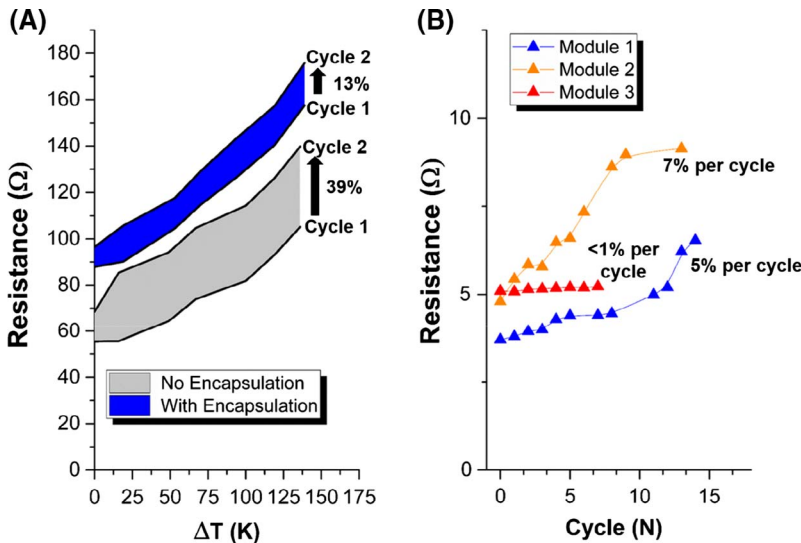 (A)
Resistance (Ω)
180
160
140
120
100
80
60
40
20
0
Cycle 2
13%
Cycle 1
Cycle 2
39%
Cycle 1
No Encapsulation
With Encapsulation
0 25 50 75 100 125 150 175
ΔT (K)
(B)
Resistance (Ω)
10
5
0
Module 1
Module 2
Module 3
7% per cycle
<1% per
cycle
5% per cycle
0 5 10 15
Cycle (N)